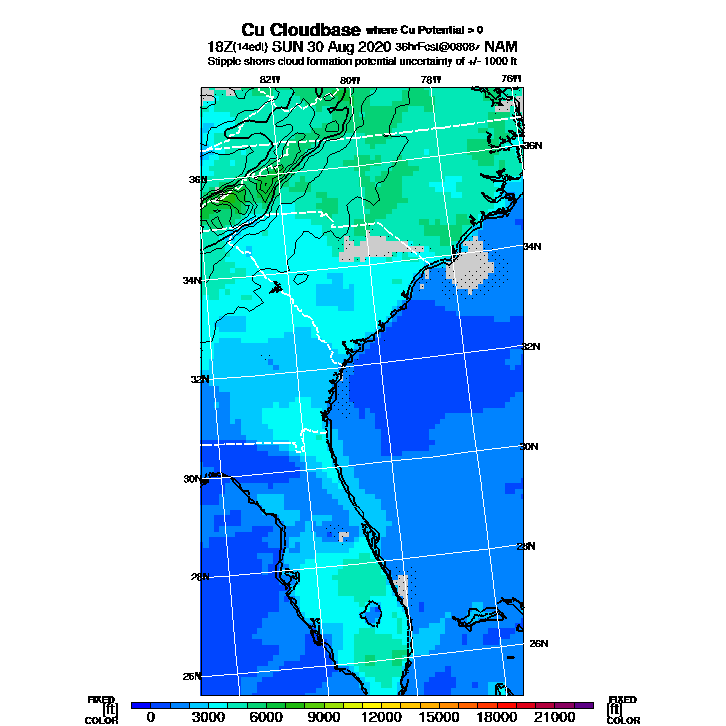 Cu Cloudbase where Cu Potential > 0
18Z (14edt) SUN 30 Aug 2020 36hrFcst@0808z NAM
Stipple shows cloud formation potential uncertainty of +/- 1000 ft
82W 80W 78W 76W
36N
36N
34N
34N
32N
32N
30N
30N
28N
28N
26N
26N
FIXED FIXED
[ft] [ft]
COLOR 0 3000 6000 9000 12000 15000 18000 21000 COLOR